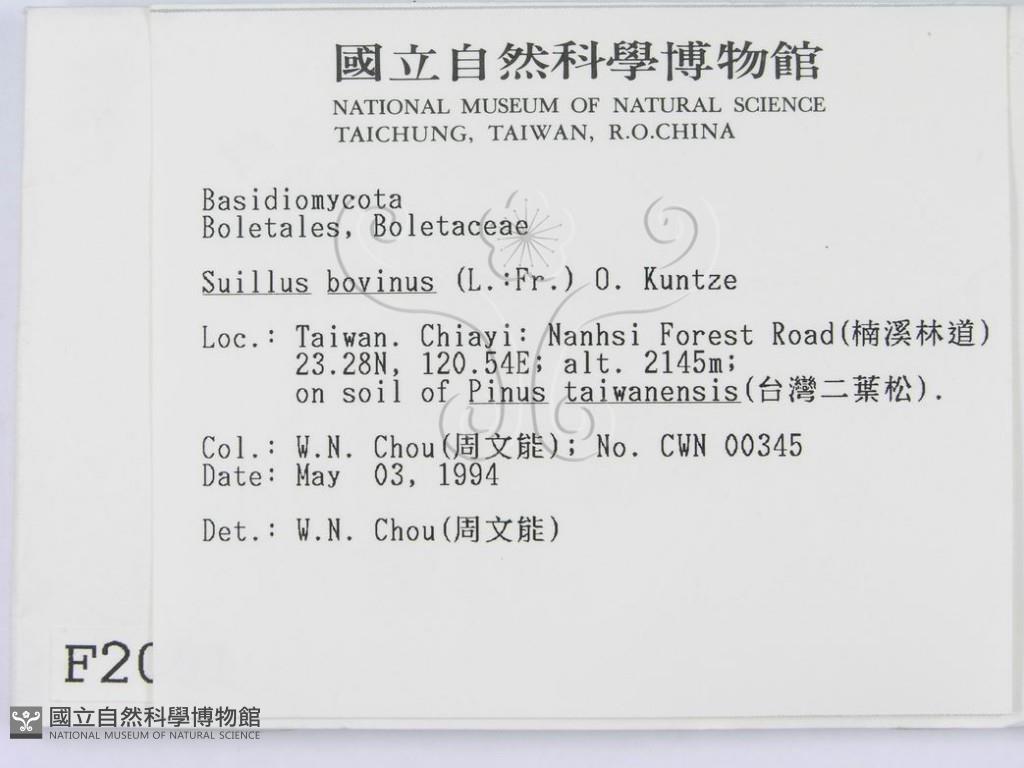 國立自然科學博物館
NATIONAL MUSEUM OF NATURAL SCIENCE
TAICHUNG, TAIWAN, R.O.CHINA
Basidiomycota
Boletales, Boletaceae
Suillus bovinus (L.:Fr.) O. Kuntze
Loc.: Taiwan. Chiayi: Nanhsi Forest Road(楠溪林道)
23.28N, 120.54E; alt. 2145m;
on soil of Pinus taiwanensis(台灣二葉松).
Col.: W.N. Chou(周文能); No. CWN 00345
Date: May 03, 1994
Det.: W.N. Chou(周文能)
國立自然科學博物館
NATIONAL MUSEUM OF NATURAL SCIENCE